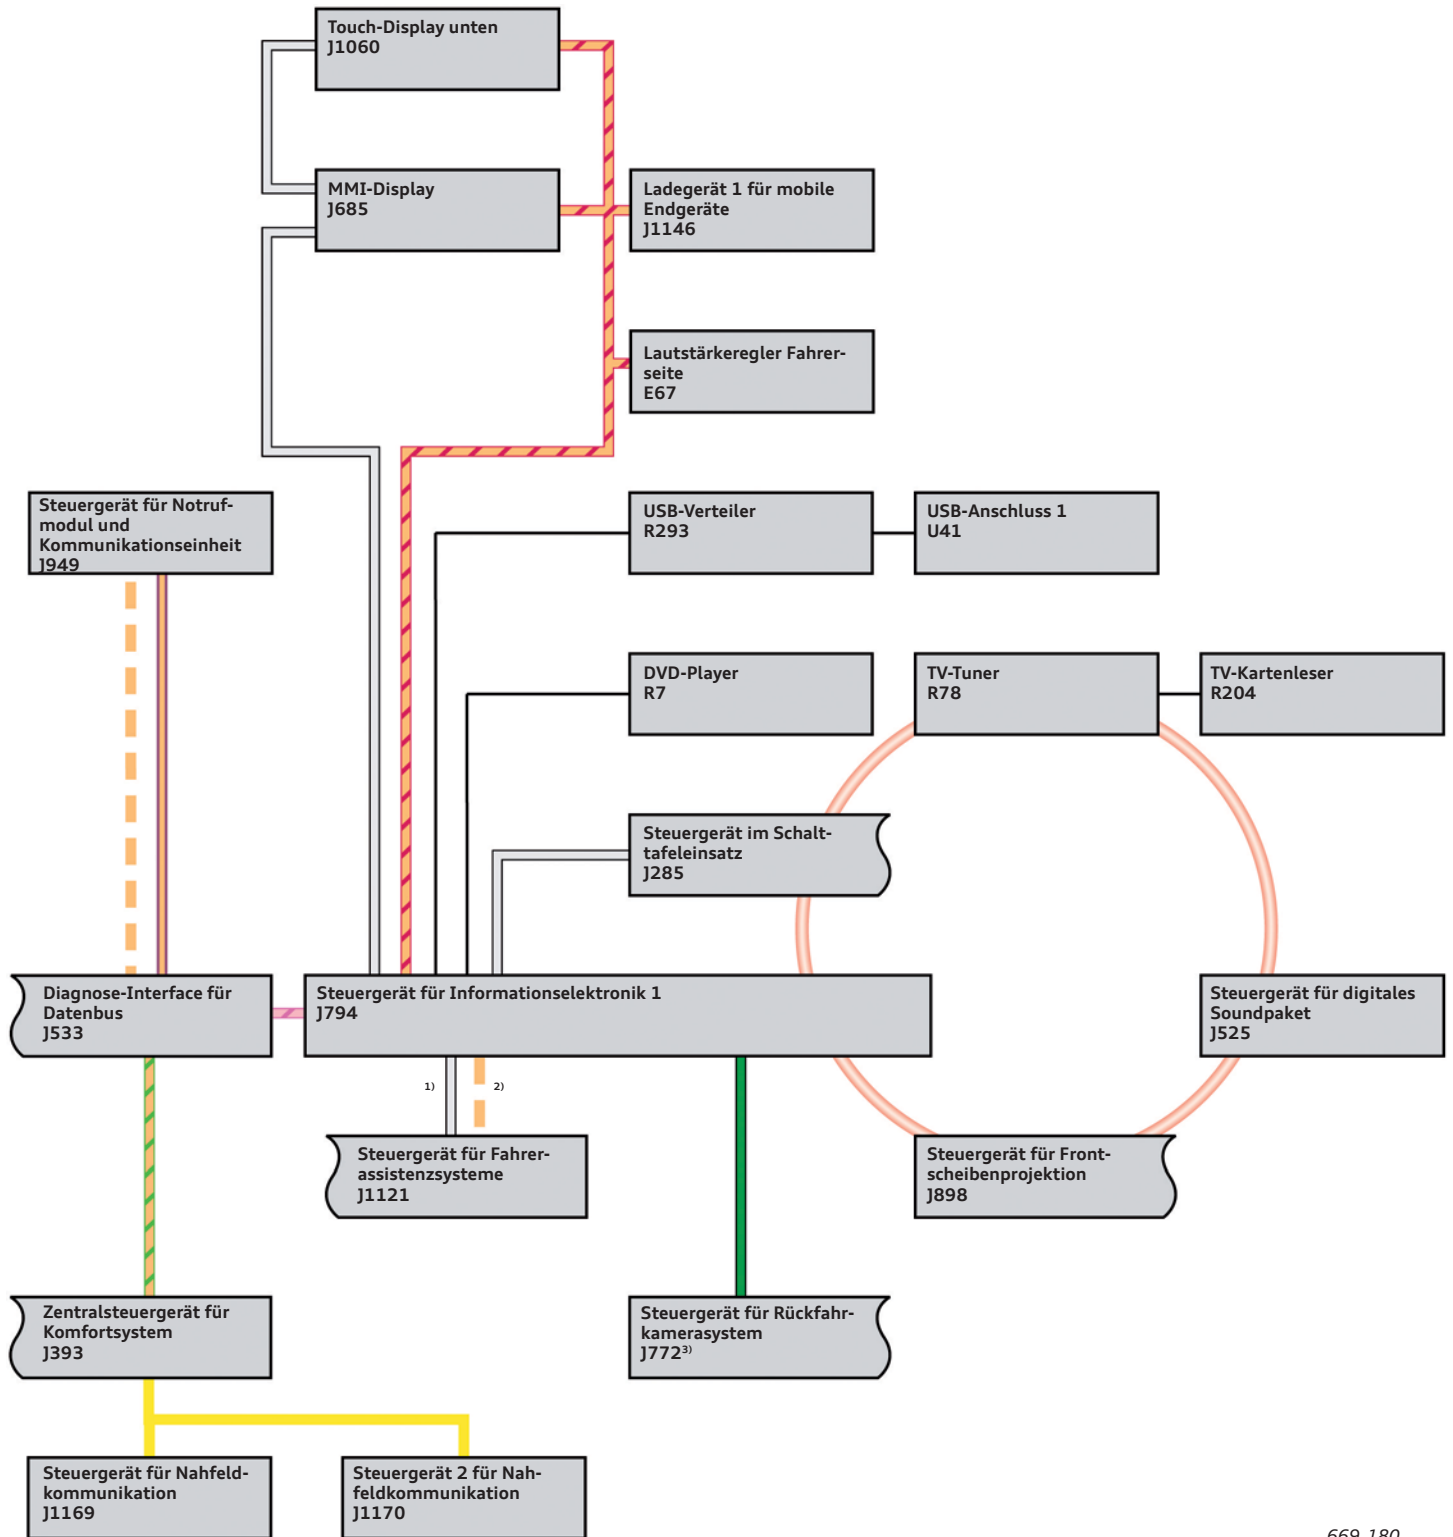 Touch-Display unten
J1060
MMI-Display
J685
Ladegerät 1 für mobile
Endgeräte
J1146
Lautstärkeregler Fahrer-
seite
E67
Steuergerät für Notruf-
modul und
Kommunikationseinheit
J949
USB-Verteiler
R293
USB-Anschluss 1
U41
DVD-Player
R7
TV-Tuner
R78
TV-Kartenleser
R204
Steuergerät im Schalt-
tafeleinsatz
J285
Diagnose-Interface für
Datenbus
J533
Steuergerät für Informationselektronik 1
J794
Steuergerät für digitales
Soundpaket
J525
1)
2)
Steuergerät für Fahrer-
assistenzsysteme
J1121
Steuergerät für Front-
scheibenprojektion
J898
Zentralsteuergerät für
Komfortsystem
J393
Steuergerät für Rückfahr-
kamerasystem
J772³⁾
Steuergerät für Nahfeld-
kommunikation
J1169
Steuergerät 2 für Nah-
feldkommunikation
J1170
669_180